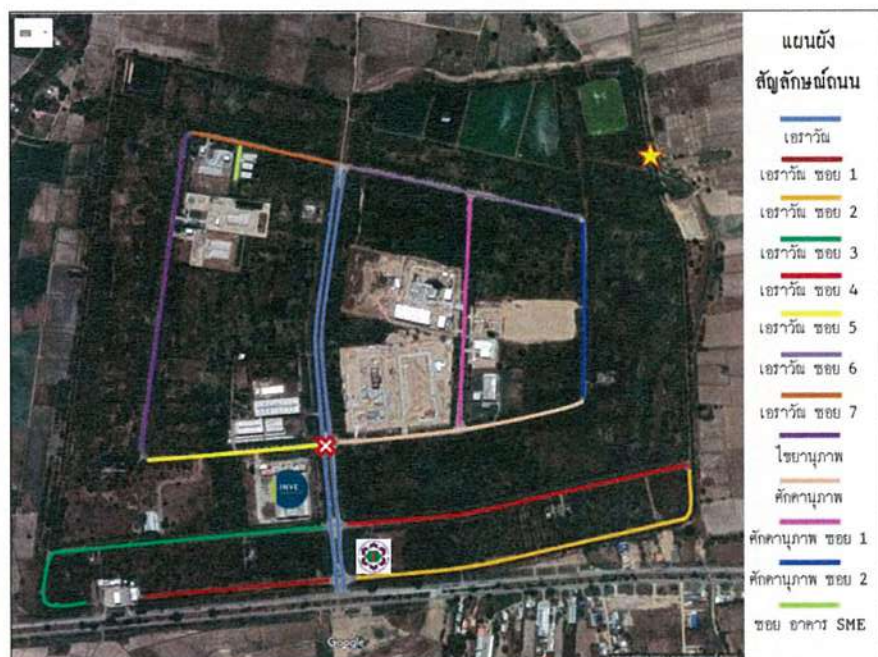 แผนผัง
สัญลักษณ์ถนน
เอราวัณ
เอราวัณ ซอย 1
เอราวัณ ซอย 2
เอราวัณ ซอย 3
เอราวัณ ซอย 4
เอราวัณ ซอย 5
เอราวัณ ซอย 6
เอราวัณ ซอย 7
ไชยานุภาพ
ศักดานุภาพ
ศักดานุภาพ ซอย 1
ศักดานุภาพ ซอย 2
ซอย อาคาร SME
INVE
Google